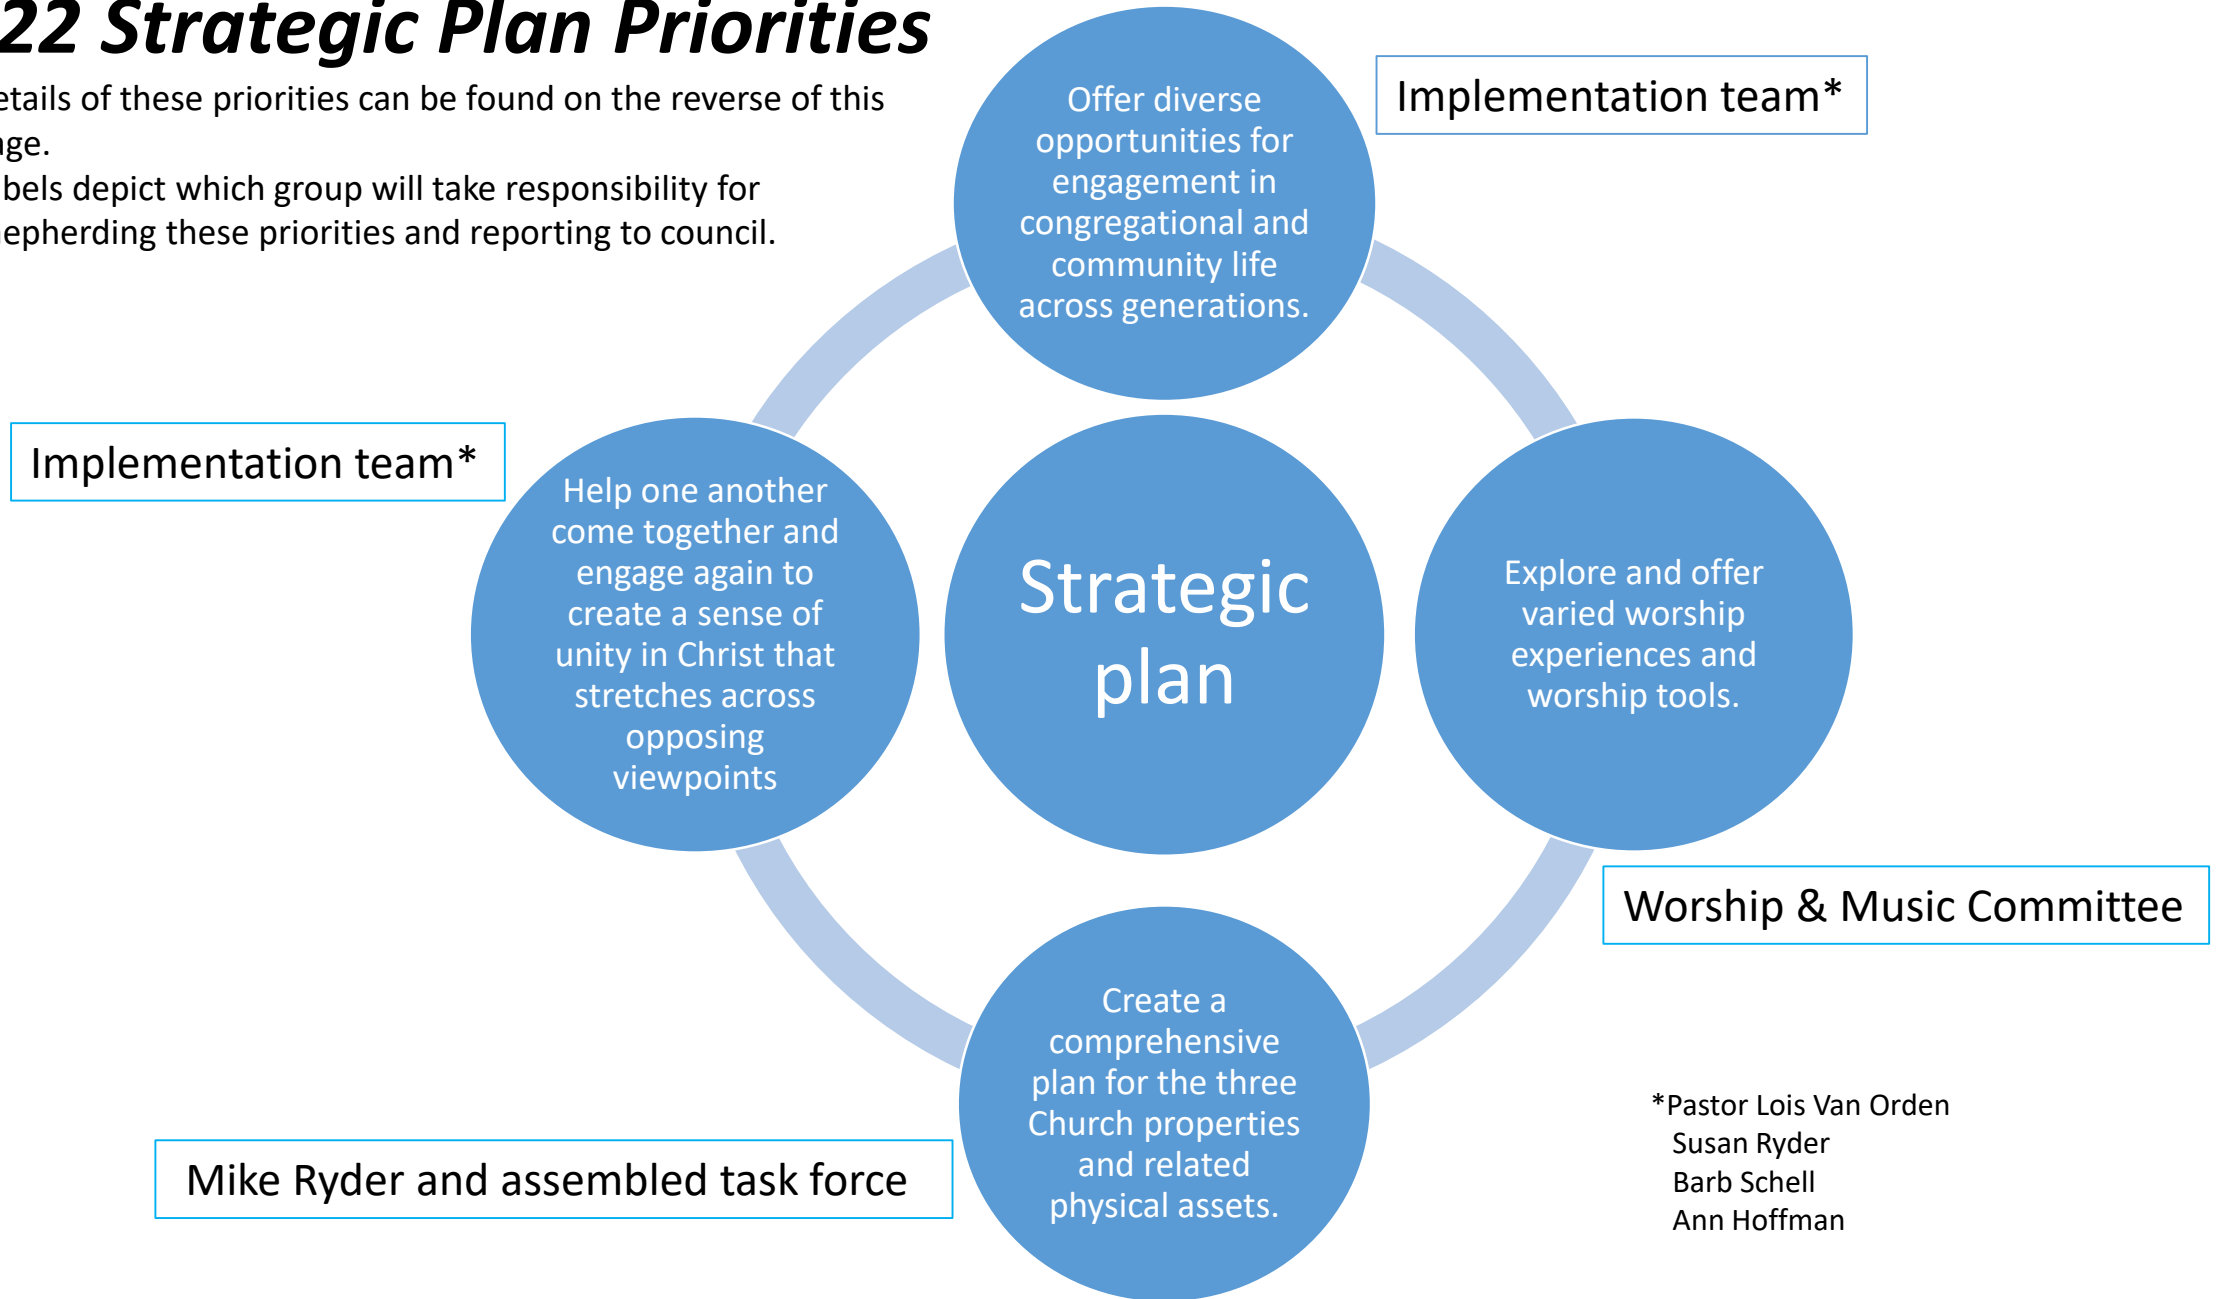 22 Strategic Plan Priorities
etails of these priorities can be found on the reverse of this
age.
bels depict which group will take responsibility for
epherding these priorities and reporting to council.
Offer diverse
opportunities for
engagement in
congregational and
community life
across generations.
Implementation team*
Implementation team*
Help one another
come together and
engage again to
create a sense of
unity in Christ that
stretches across
opposing
viewpoints
Strategic
plan
Explore and offer
varied worship
experiences and
worship tools.
Worship & Music Committee
Create a
comprehensive
plan for the three
Church properties
and related
physical assets.
Mike Ryder and assembled task force
*Pastor Lois Van Orden
Susan Ryder
Barb Schell
Ann Hoffman